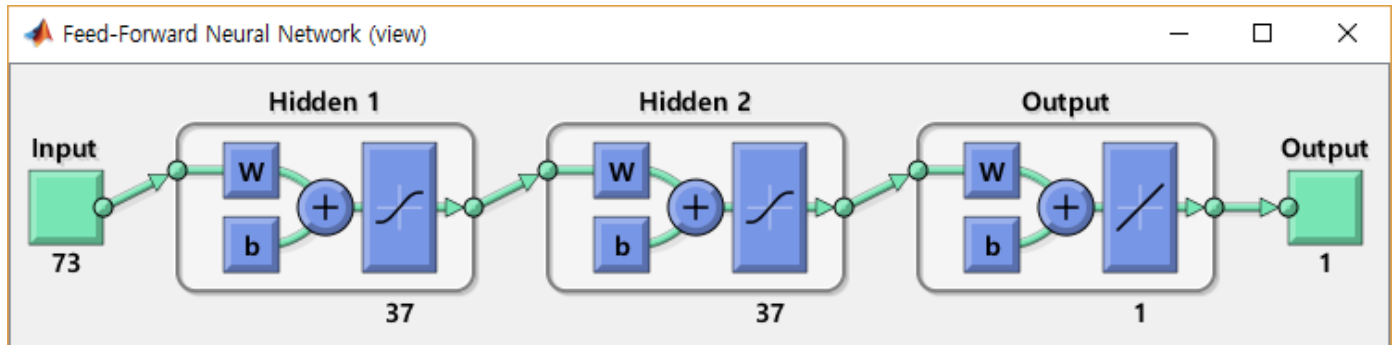 Feed-Forward Neural Network (view)
Hidden 1 Hidden 2 Output
Input Output
W W W
b b b
73 1
37 37 1